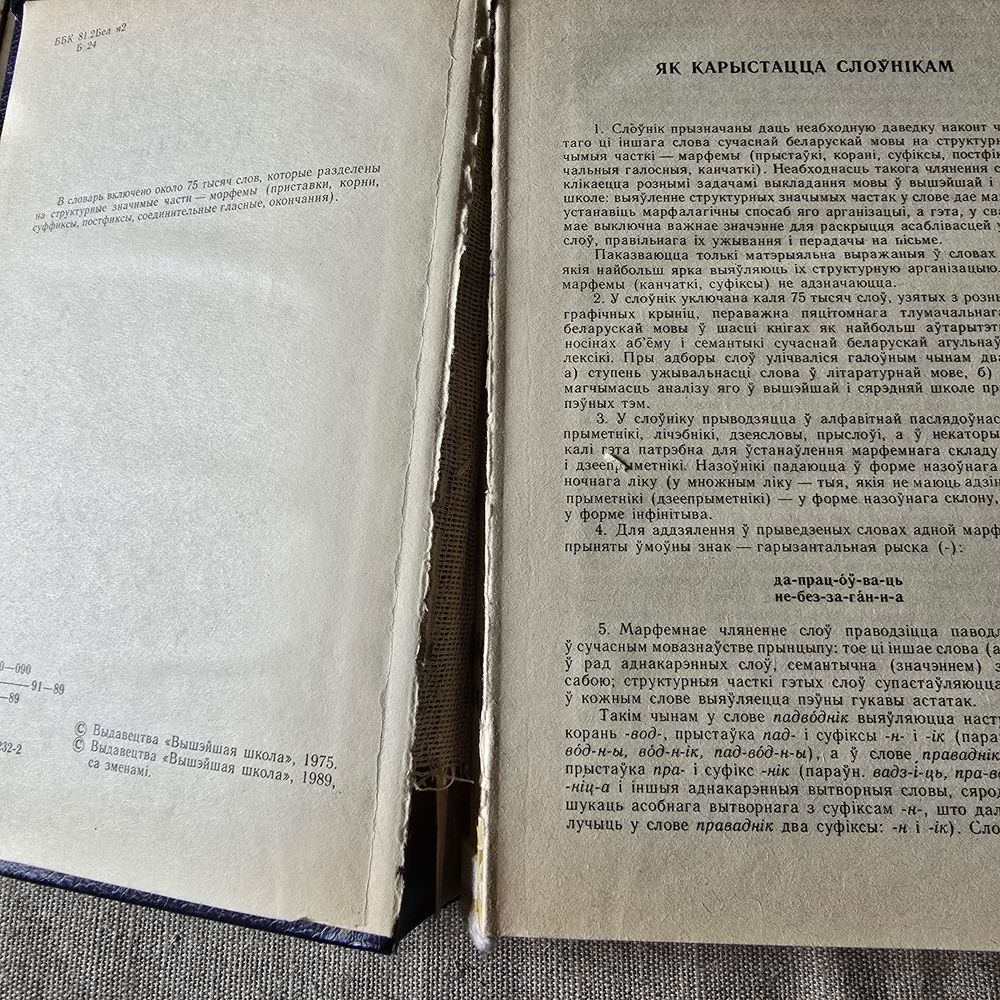 ББК 81.2Бел я2
Б 24
В словарь включено около 75 тысяч слов, которые разделены
на структурные значимые части — морфемы (приставки, корни,
суффиксы, постфиксы, соединительные гласные, окончания).
0—090
91—89
—89
232-2
© Выдавецтва «Вышэйшая школа», 1975.
© Выдавецтва «Вышэйшая школа», 1989,
са зменамі.
ЯК КАРЫСТАЦЦА СЛОЎНІКАМ
1. Слоўнік прызначаны даць неабходную даведку наконт
таго ці іншага слова сучаснай беларускай мовы на структурн
чымыя часткі — марфемы (прыстаўкі, корані, суфіксы, постфік
чальныя галосныя, канчаткі). Неабходнасць такога члянення с
клікаецца рознымі задачамі выкладання мовы ў вышэйшай і
школе: выяўленне структурных значымых частак у слове дае ма
устанавіць марфалагічны спосаб яго арганізацыі, а гэта, у св
мае выключна важнае значэнне для раскрыцця асаблівасцей
слоў, правільнага іх ужывання і перадачы на пісьме.
Паказваюцца толькі матэрыяльна выражаныя ў словах
якія найбольш ярка выяўляюць іх структурную арганізацыю.
марфемы (канчаткі, суфіксы) не адзначаюцца.
2. У слоўнік уключана каля 75 тысяч слоў, узятых з розны
графічных крыніц, пераважна пяцітомнага тлумачальнага
беларускай мовы ў шасці кнігах як найбольш аўтарытэт
носінах аб'ёму і семантыкі сучаснай беларускай агульнаў
лексікі. Пры адборы слоў улічваліся галоўным чынам два
а) ступень ужывальнасці слова ў літаратурнай мове, б)
магчымасць аналізу яго ў вышэйшай і сярэдняй школе пр
пэўных тэм.
3. У слоўніку прыводзяцца ў алфавітнай паслядоўнас
прыметнікі, лічэбнікі, дзеясловы, прыслоўі, а ў некаторы
калі гэта патрэбна для ўстанаўлення марфемнага складу
і дзеепрыметнікі. Назоўнікі падаюцца ў форме назоўнага
ночнага ліку (у множным ліку — тыя, якія не маюць адзін
прыметнікі (дзеепрыметнікі) — у форме назоўнага склону,
у форме інфінітыва.
4. Для аддзялення ў прыведзеных словах адной марф
прыняты ўмоўны знак — гарызантальная рыска (-):
да-прац-о́ў-ва-ць
не-без-за-га́н-н-а
5. Марфемнае чляненне слоў праводзіцца паводл
ў сучасным мовазнаўстве прынцыпу: тое ці іншае слова (а
ў рад аднакарэнных слоў, семантычна (значэннем) з
сабою; структурныя часткі гэтых слоў супастаўляюцца
ў кожным слове выяўляецца пэўны гукавы астатак.
Такім чынам у слове падво́днік выяўляюцца наст
корань -вод-, прыстаўка пад- і суфіксы -н- і -ік (пара
во́д-н-ы, во́д-н-ік, пад-во́д-н-ы), а ў слове праваднік
прыстаўка пра- і суфікс -нік (параўн. вадз-і́-ць, пра-в
-ніц-а і іншыя аднакарэнныя вытворныя словы, сярод
шукаць асобнага вытворнага з суфіксам -н-, што дал
лучыць у слове праваднік два суфіксы: -н і -ік). Сло